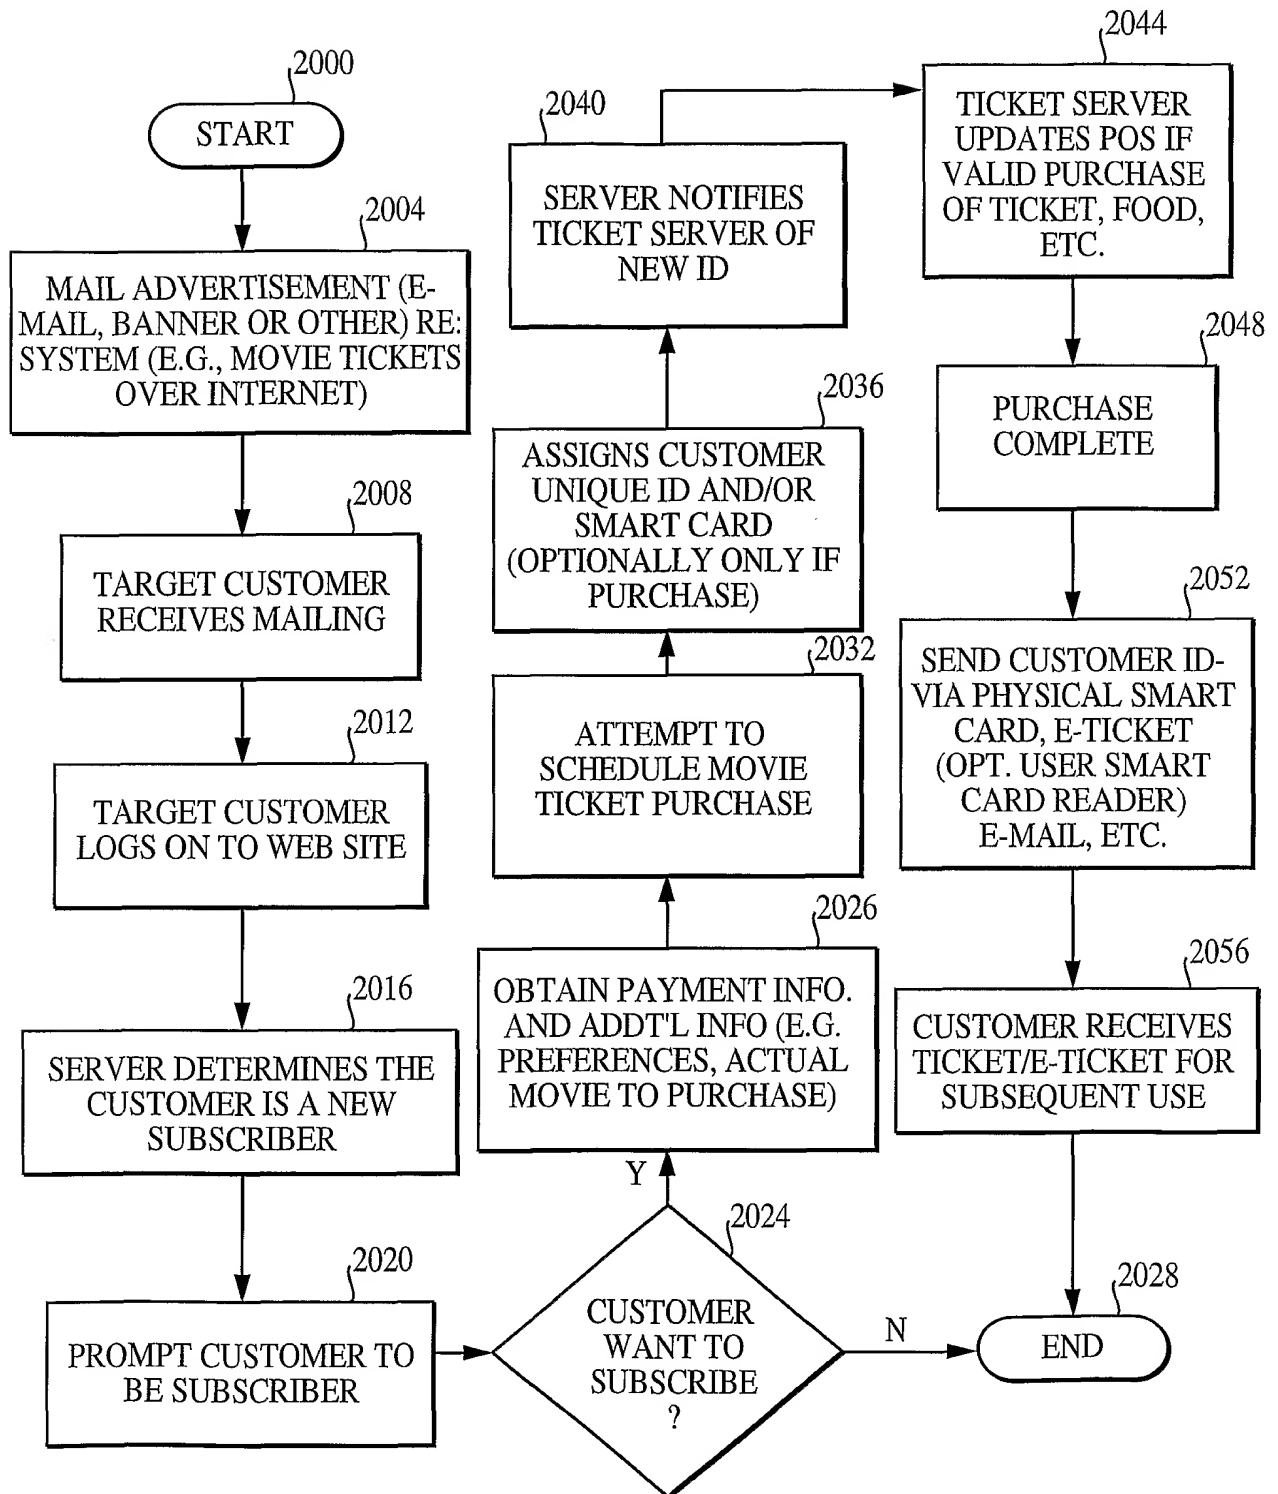 2000
START
2004
MAIL ADVERTISEMENT (E-
MAIL, BANNER OR OTHER) RE:
SYSTEM (E.G., MOVIE TICKETS
OVER INTERNET)
2008
TARGET CUSTOMER
RECEIVES MAILING
2012
TARGET CUSTOMER
LOGS ON TO WEB SITE
2016
SERVER DETERMINES THE
CUSTOMER IS A NEW
SUBSCRIBER
2020
PROMPT CUSTOMER TO
BE SUBSCRIBER
2024
CUSTOMER
WANT TO
SUBSCRIBE
?
Y
N
2026
OBTAIN PAYMENT INFO.
AND ADDT'L INFO (E.G.
PREFERENCES, ACTUAL
MOVIE TO PURCHASE)
2032
ATTEMPT TO
SCHEDULE MOVIE
TICKET PURCHASE
2036
ASSIGNS CUSTOMER
UNIQUE ID AND/OR
SMART CARD
(OPTIONALLY ONLY IF
PURCHASE)
2040
SERVER NOTIFIES
TICKET SERVER OF
NEW ID
2044
TICKET SERVER
UPDATES POS IF
VALID PURCHASE
OF TICKET, FOOD,
ETC.
2048
PURCHASE
COMPLETE
2052
SEND CUSTOMER ID-
VIA PHYSICAL SMART
CARD, E-TICKET
(OPT. USER SMART
CARD READER)
E-MAIL, ETC.
2056
CUSTOMER RECEIVES
TICKET/E-TICKET FOR
SUBSEQUENT USE
2028
END